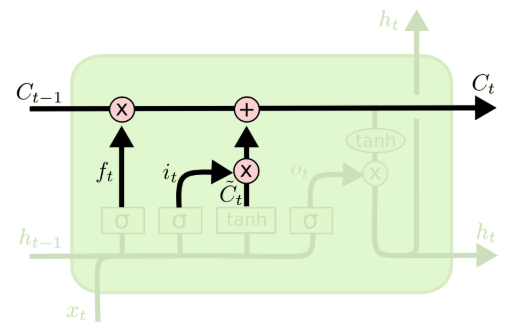 h_t
C_{t-1} x + C_t
tanh
f_t i_t x o_t x
C̃_t
σ σ tanh σ
h_{t-1} h_t
x_t